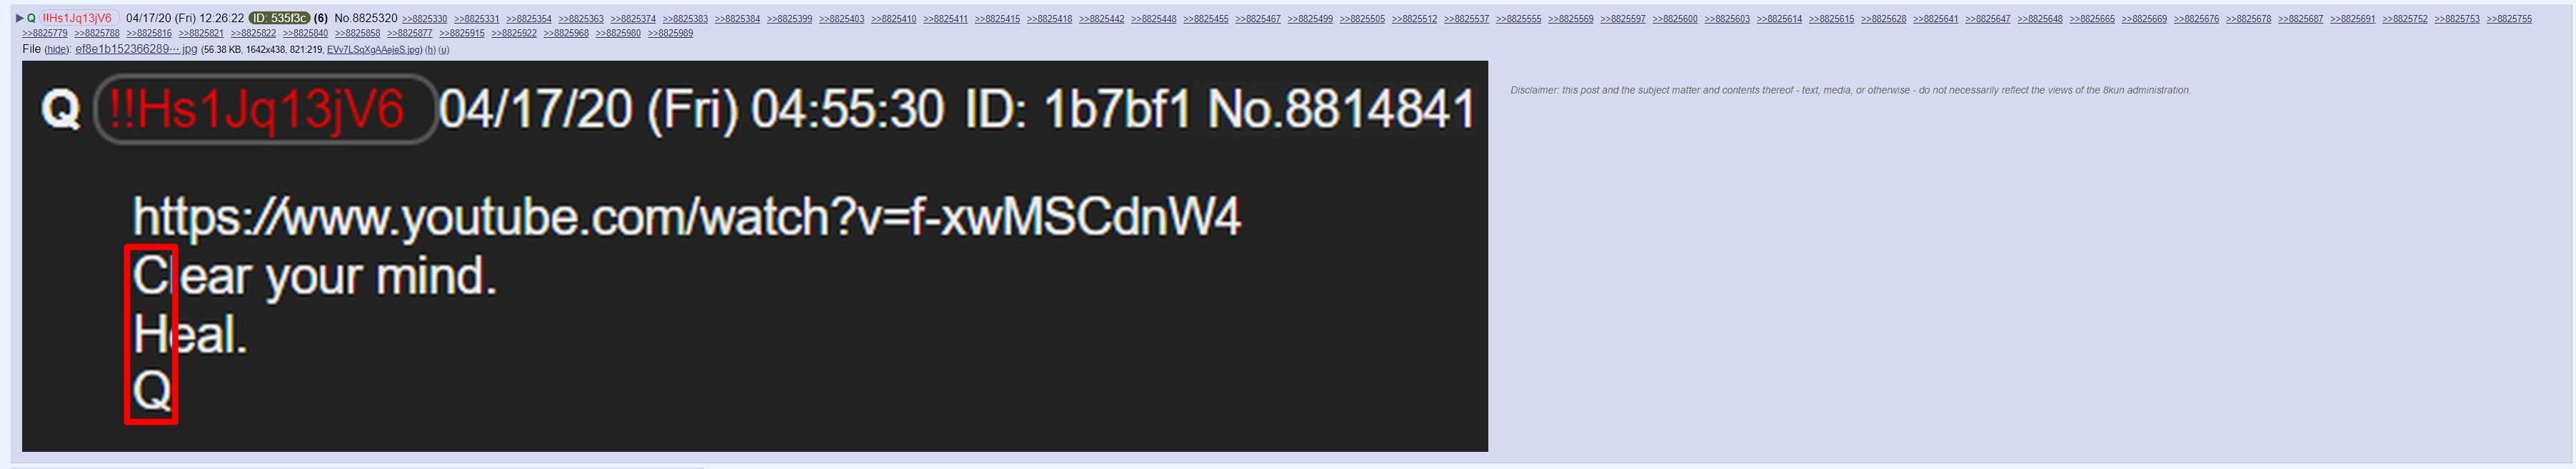 ▶ Q !!Hs1Jq13jV6 04/17/20 (Fri) 12:26:22 ID: 535f3c (6) No.8825320 >>8825330 >>8825331 >>8825354 >>8825363 >>8825374 >>8825383 >>8825384 >>8825399 >>8825403 >>8825410 >>8825411 >>8825415 >>8825418 >>8825442 >>8825448 >>8825455 >>8825467 >>8825499 >>8825505 >>8825512 >>8825537 >>8825555 >>8825569 >>8825597 >>8825600 >>8825603 >>8825614 >>8825615 >>8825628 >>8825641 >>8825647 >>8825648 >>8825665 >>8825669 >>8825676 >>8825678 >>8825687 >>8825691 >>8825752 >>8825753 >>8825755
>>8825779 >>8825788 >>8825816 >>8825821 >>8825822 >>8825840 >>8825858 >>8825877 >>8825915 >>8825922 >>8825968 >>8825980 >>8825989
File (hide): ef8e1b152366289⋯.jpg (56.38 KB, 1642x438, 821:219, EVv7LSqXgAAejeS.jpg) (h) (u)
Q !!Hs1Jq13jV6 04/17/20 (Fri) 04:55:30 ID: 1b7bf1 No.8814841
https://www.youtube.com/watch?v=f-xwMSCdnW4
Clear your mind.
Heal.
Q
Disclaimer: this post and the subject matter and contents thereof - text, media, or otherwise - do not necessarily reflect the views of the 8kun administration.